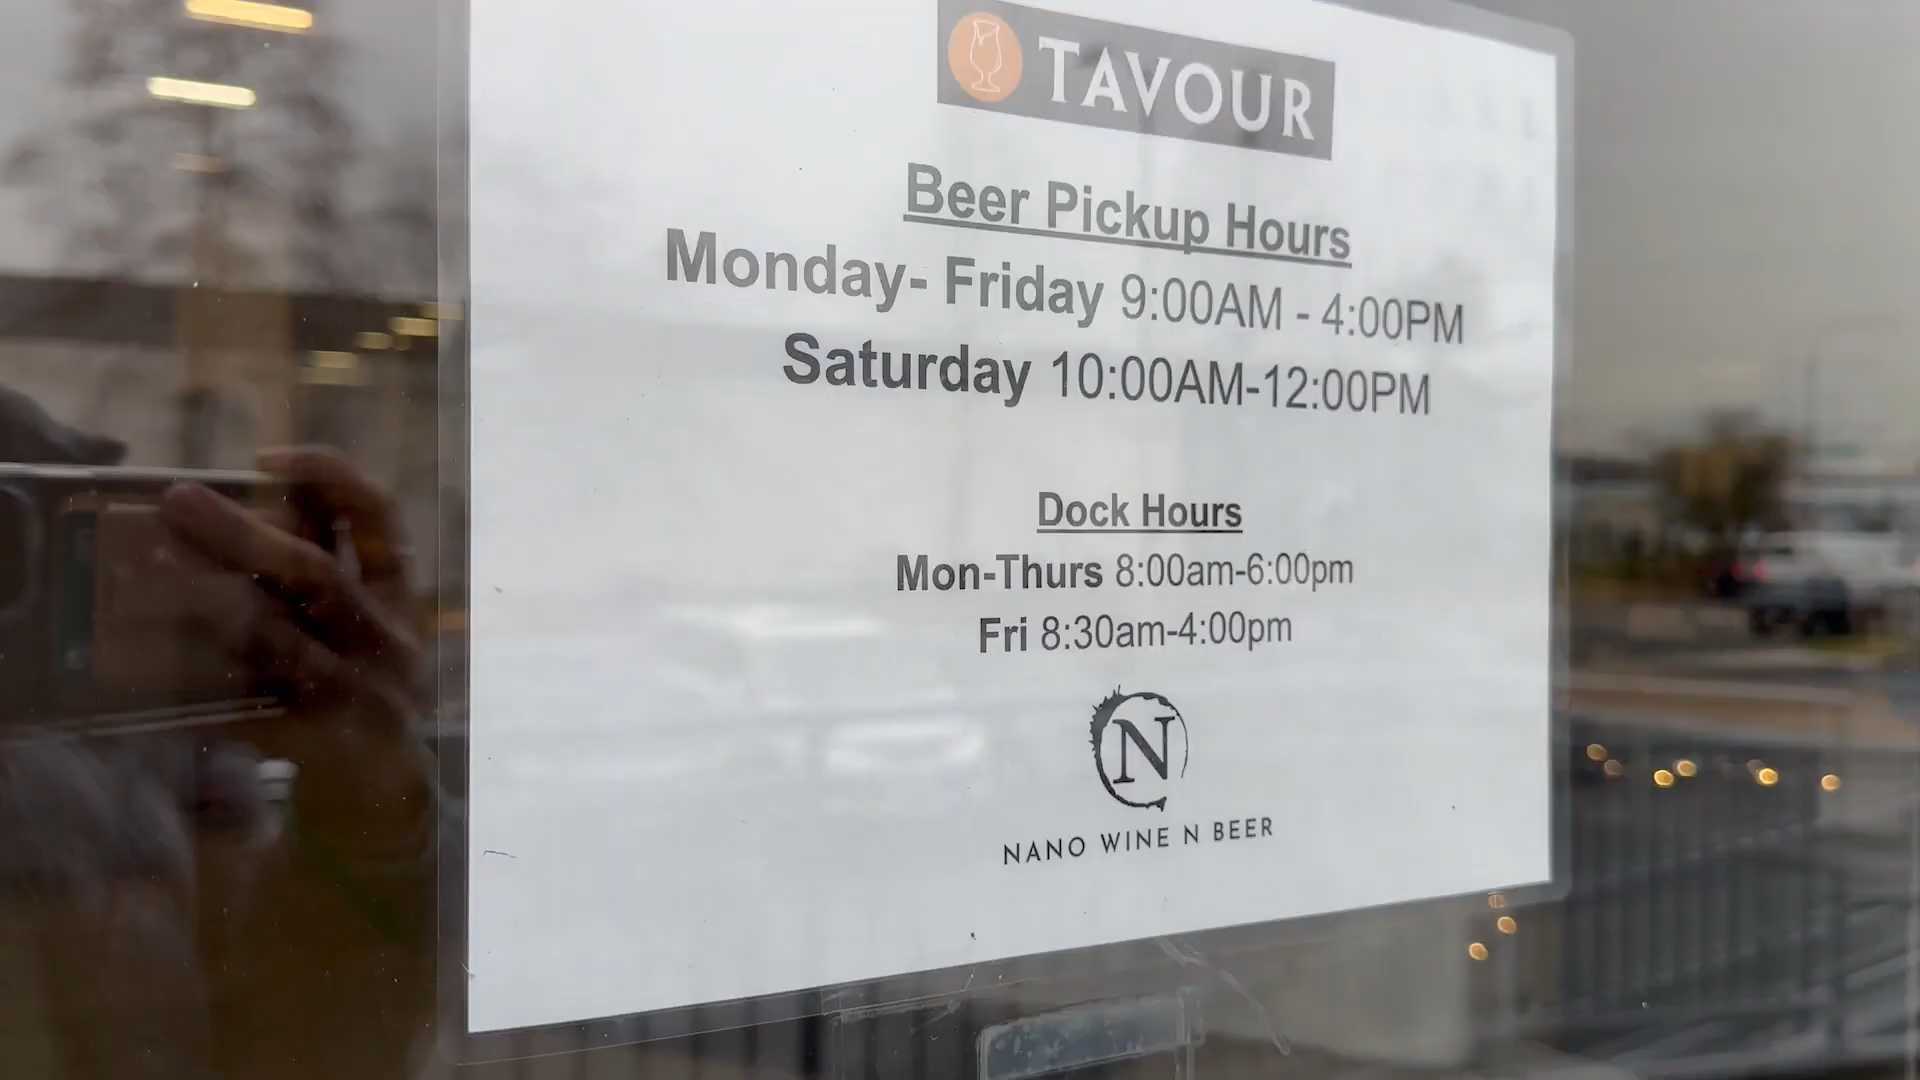 TAVOUR
Beer Pickup Hours
Monday- Friday 9:00AM - 4:00PM
Saturday 10:00AM-12:00PM
Dock Hours
Mon-Thurs 8:00am-6:00pm
Fri 8:30am-4:00pm
N
NANO WINE N BEER